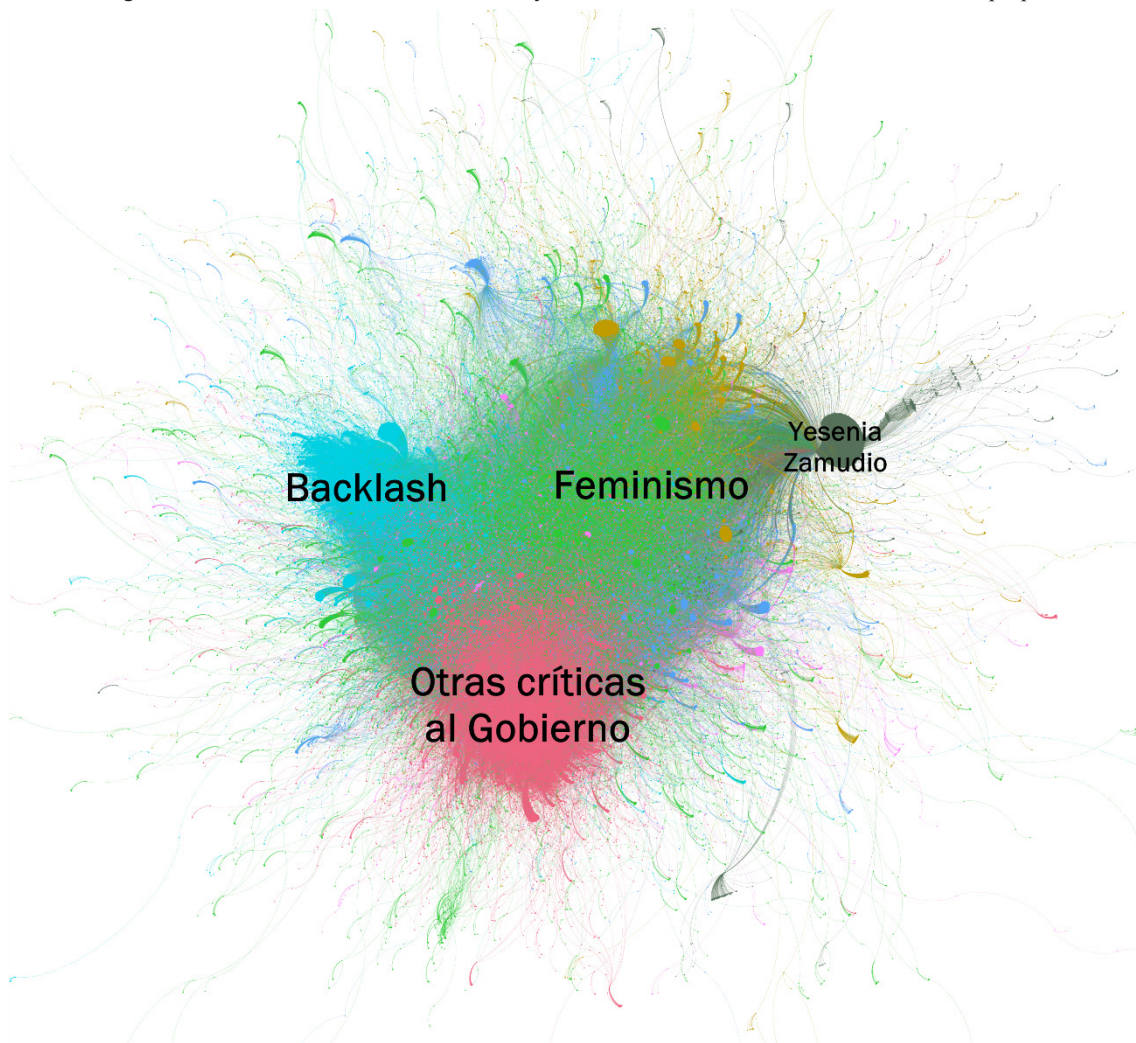 Yesenia
Zamudio
Backlash
Feminismo
Otras críticas
al Gobierno